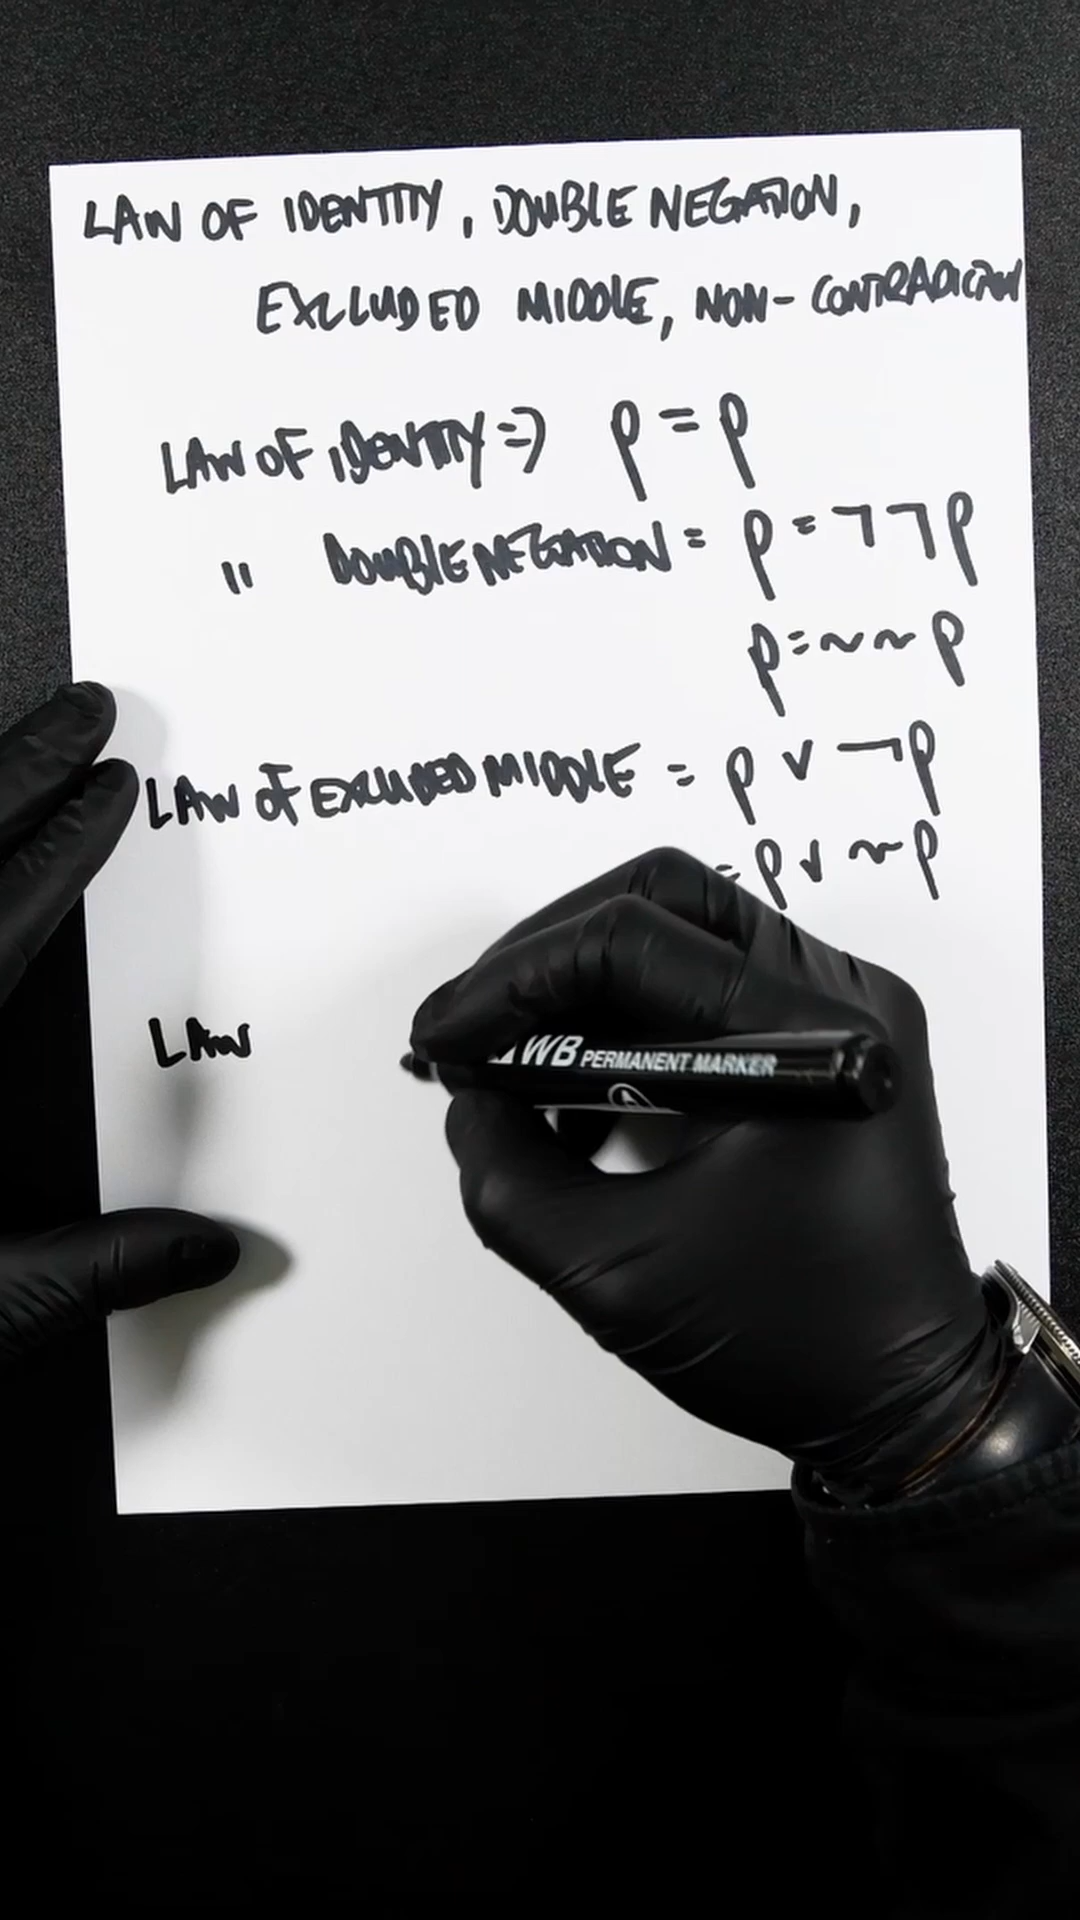 LAW OF IDENTITY, DOUBLE NEGATION,
EXCLUDED MIDDLE, NON-CONTRADICTION
LAW OF IDENTITY => p = p
" DOUBLE NEGATION = p = ¬¬p
p = ~~p
LAW OF EXCLUDED MIDDLE = p ∨ ¬p
= p ∨ ~p
LAW
WB PERMANENT MARKER